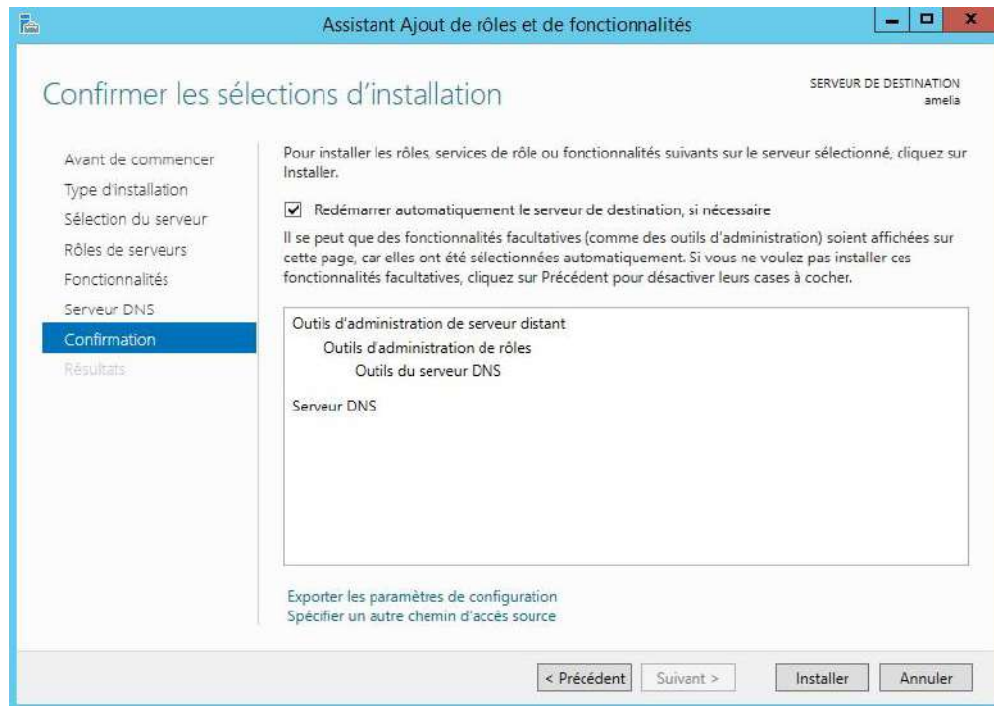 Assistant Ajout de rôles et de fonctionnalités
Confirmer les sélections d'installation
SERVEUR DE DESTINATION
amelia
Avant de commencer
Type d'installation
Sélection du serveur
Rôles de serveurs
Fonctionnalités
Serveur DNS
Confirmation
Résultats
Pour installer les rôles, services de rôle ou fonctionnalités suivants sur le serveur sélectionné, cliquez sur
Installer.
Redémarrer automatiquement le serveur de destination, si nécessaire
Il se peut que des fonctionnalités facultatives (comme des outils d'administration) soient affichées sur
cette page, car elles ont été sélectionnées automatiquement. Si vous ne voulez pas installer ces
fonctionnalités facultatives, cliquez sur Précédent pour désactiver leurs cases à cocher.
Outils d'administration de serveur distant
Outils d'administration de rôles
Outils du serveur DNS
Serveur DNS
Exporter les paramètres de configuration
Spécifier un autre chemin d'accès source
< Précédent Suivant > Installer Annuler